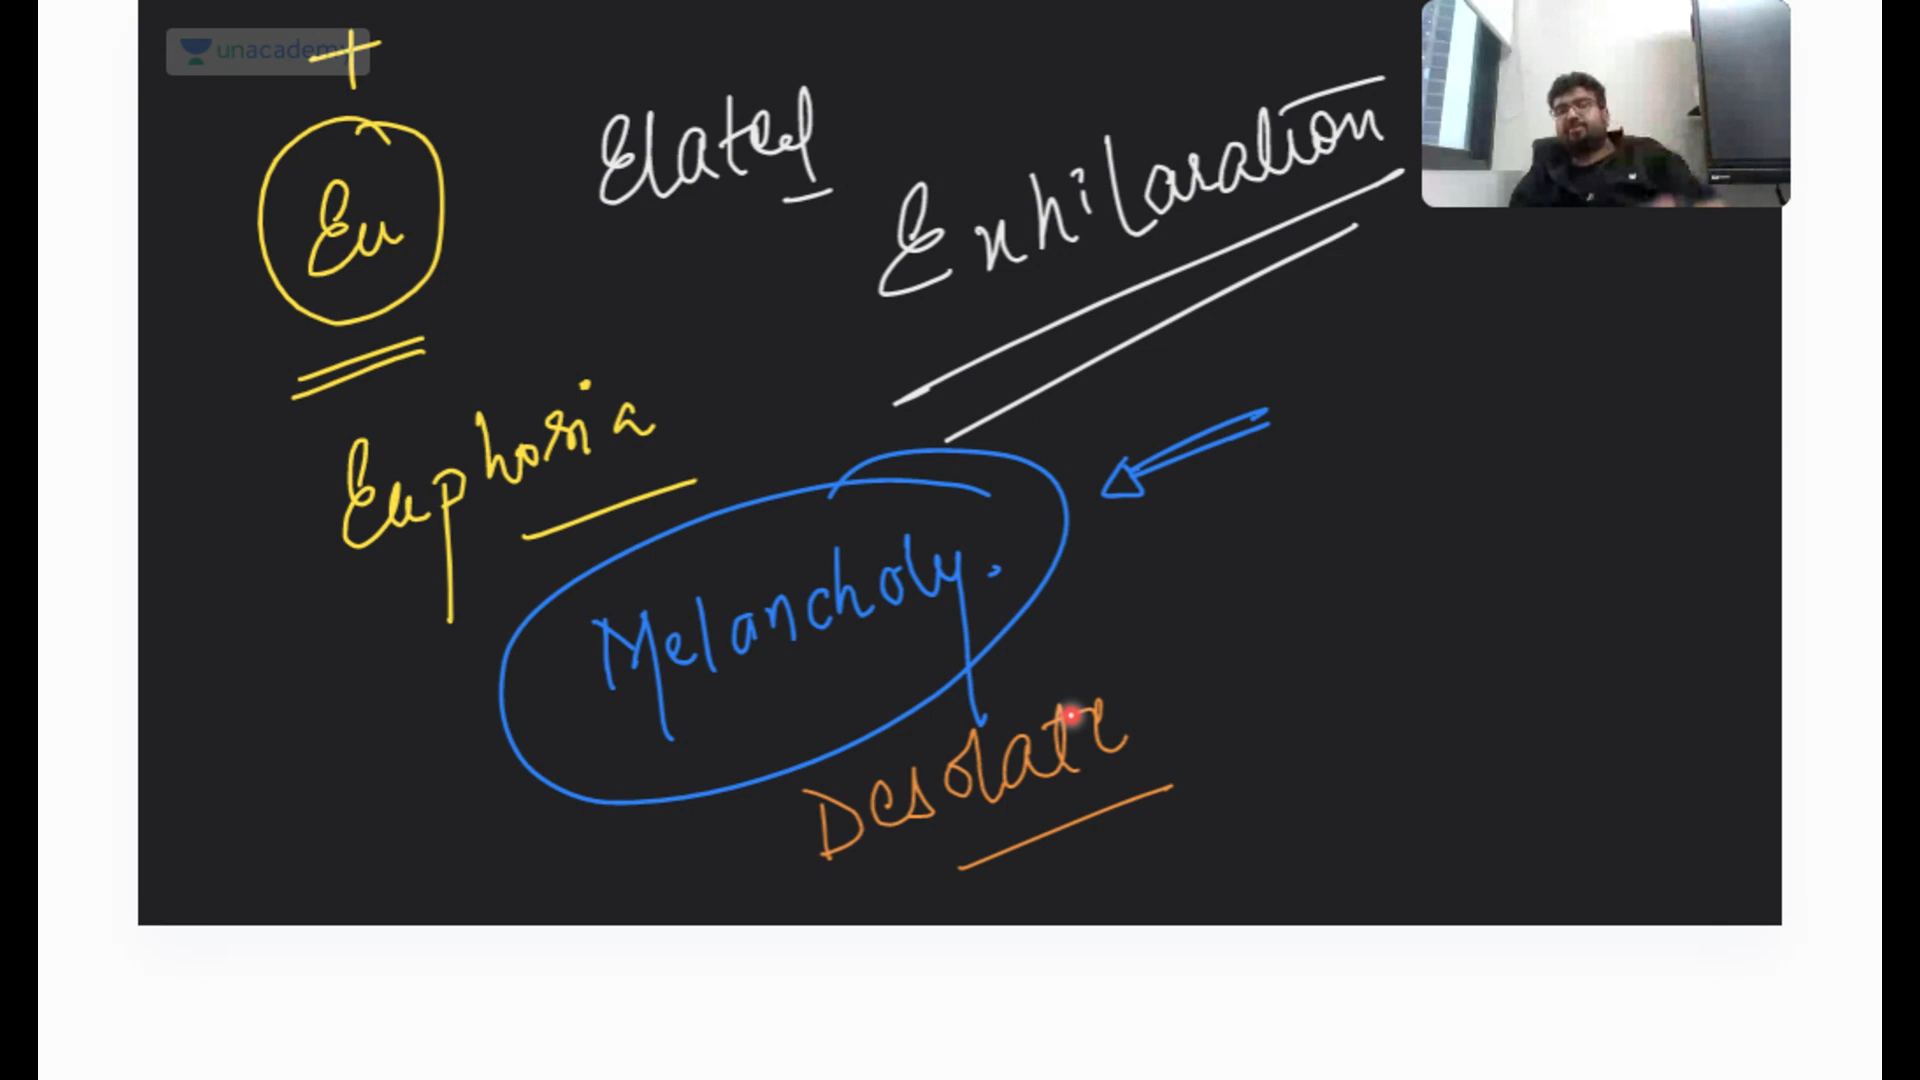 unacademy
+
Eu
Elated
Exhilaration
Euphoria
Melancholy.
Desolate